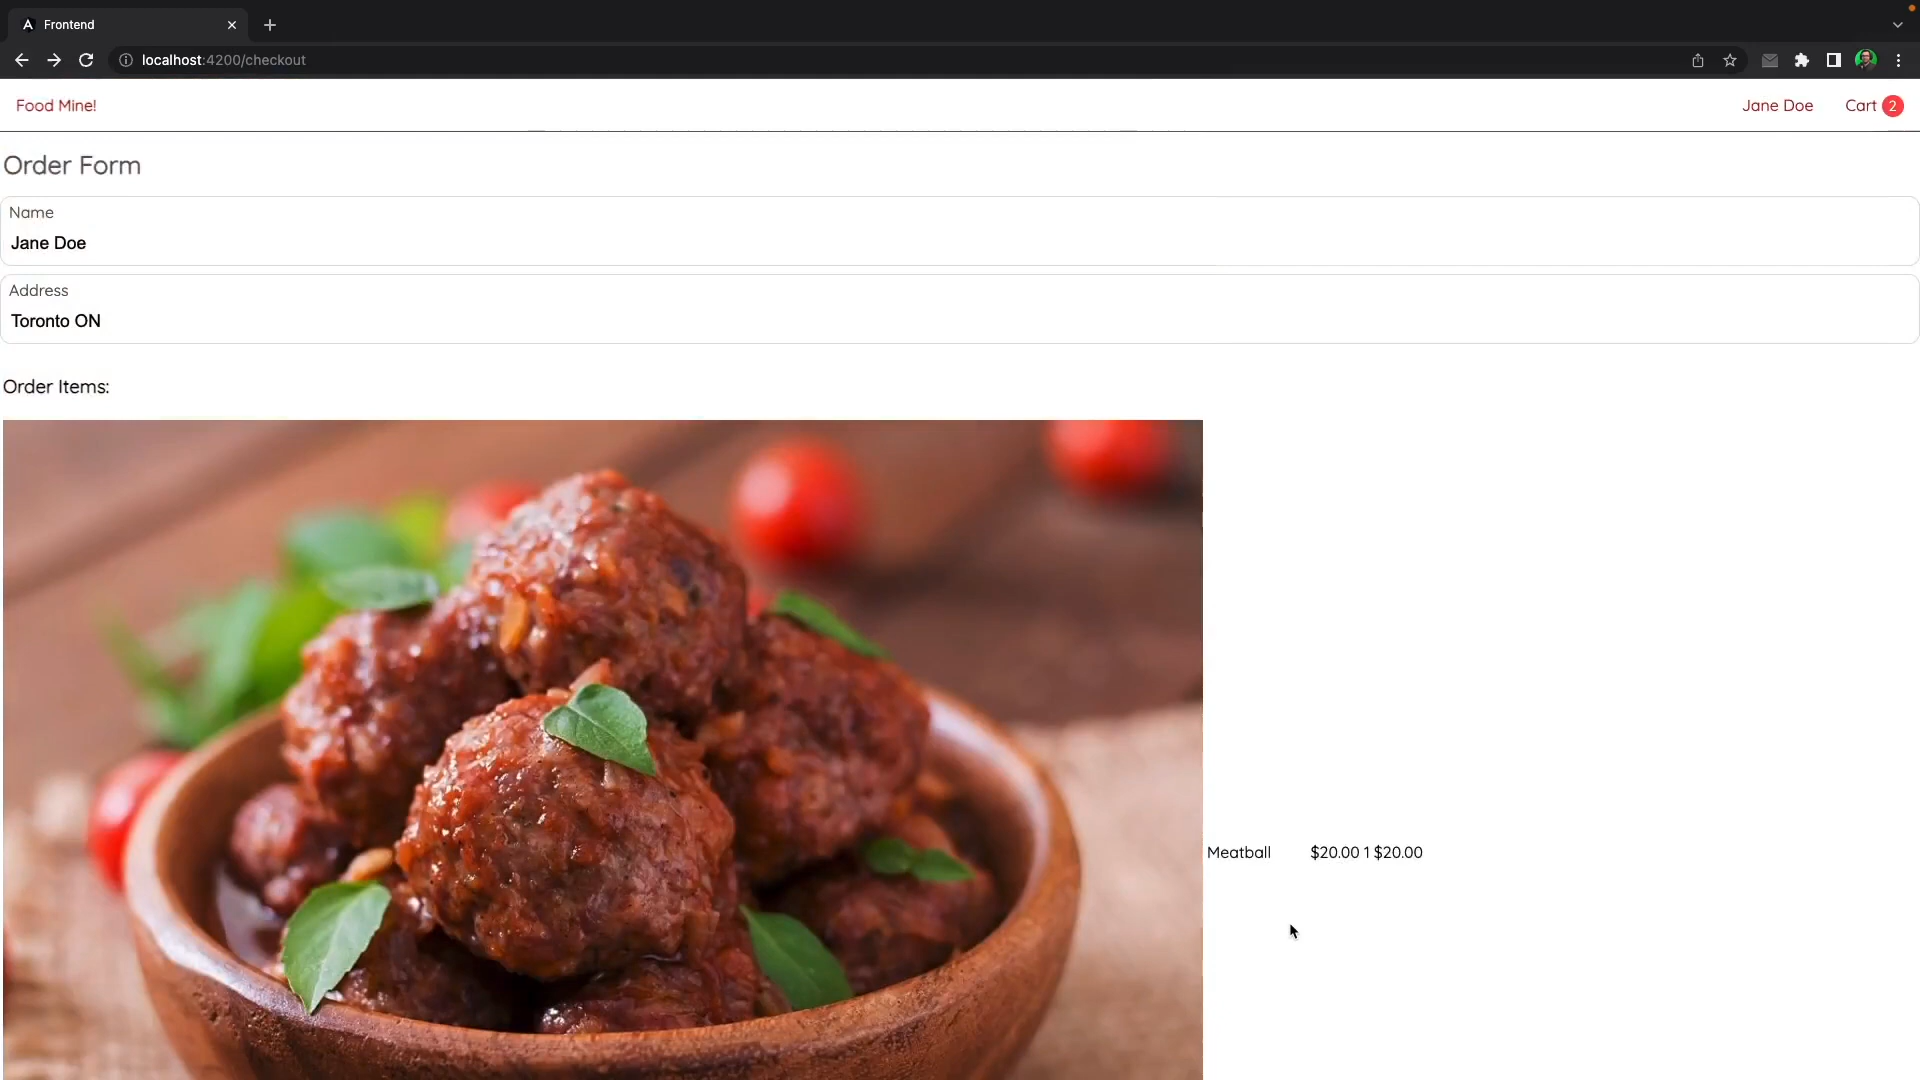 Frontend
localhost:4200/checkout
Food Mine!
Jane Doe
Cart 2
Order Form
Name
Jane Doe
Address
Toronto ON
Order Items:
Meatball $20.00 1 $20.00